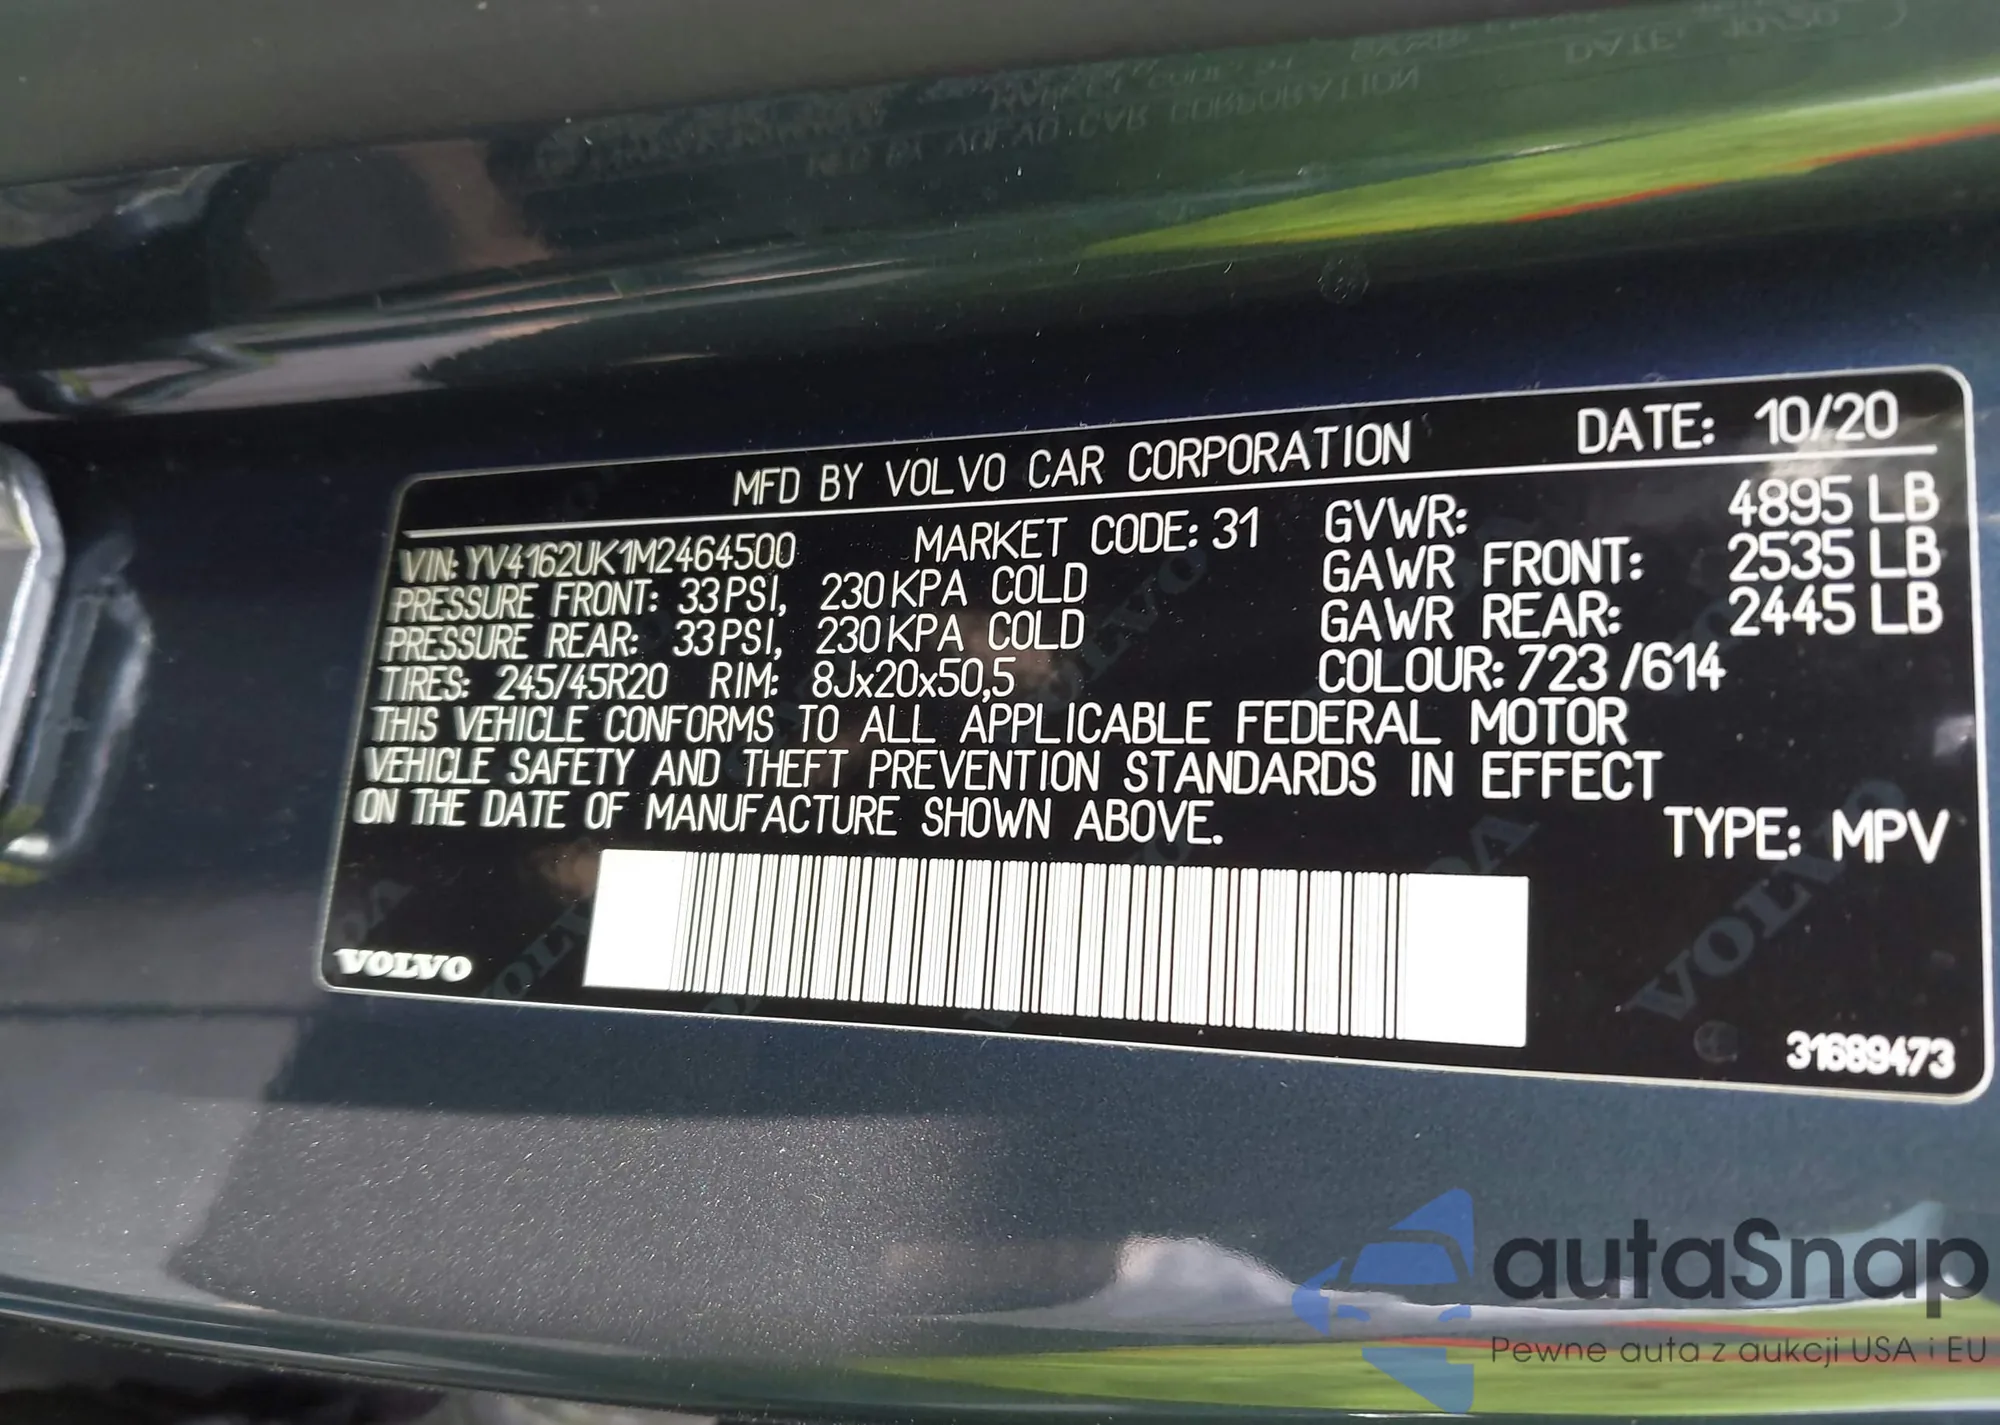 MFD BY VOLVO CAR CORPORATION DATE: 10/20
VIN: YV4162UK1M2464500 MARKET CODE: 31 GVWR: 4895 LB
PRESSURE FRONT: 33 PSI, 230 KPA COLD GAWR FRONT: 2535 LB
PRESSURE REAR: 33 PSI, 230 KPA COLD GAWR REAR: 2445 LB
TIRES: 245/45R20 RIM: 8Jx20x50,5 COLOUR: 723 /614
THIS VEHICLE CONFORMS TO ALL APPLICABLE FEDERAL MOTOR
VEHICLE SAFETY AND THEFT PREVENTION STANDARDS IN EFFECT
ON THE DATE OF MANUFACTURE SHOWN ABOVE.
TYPE: MPV
VOLVO
31689473
autaSnap
Pewne auta z aukcji USA i EU